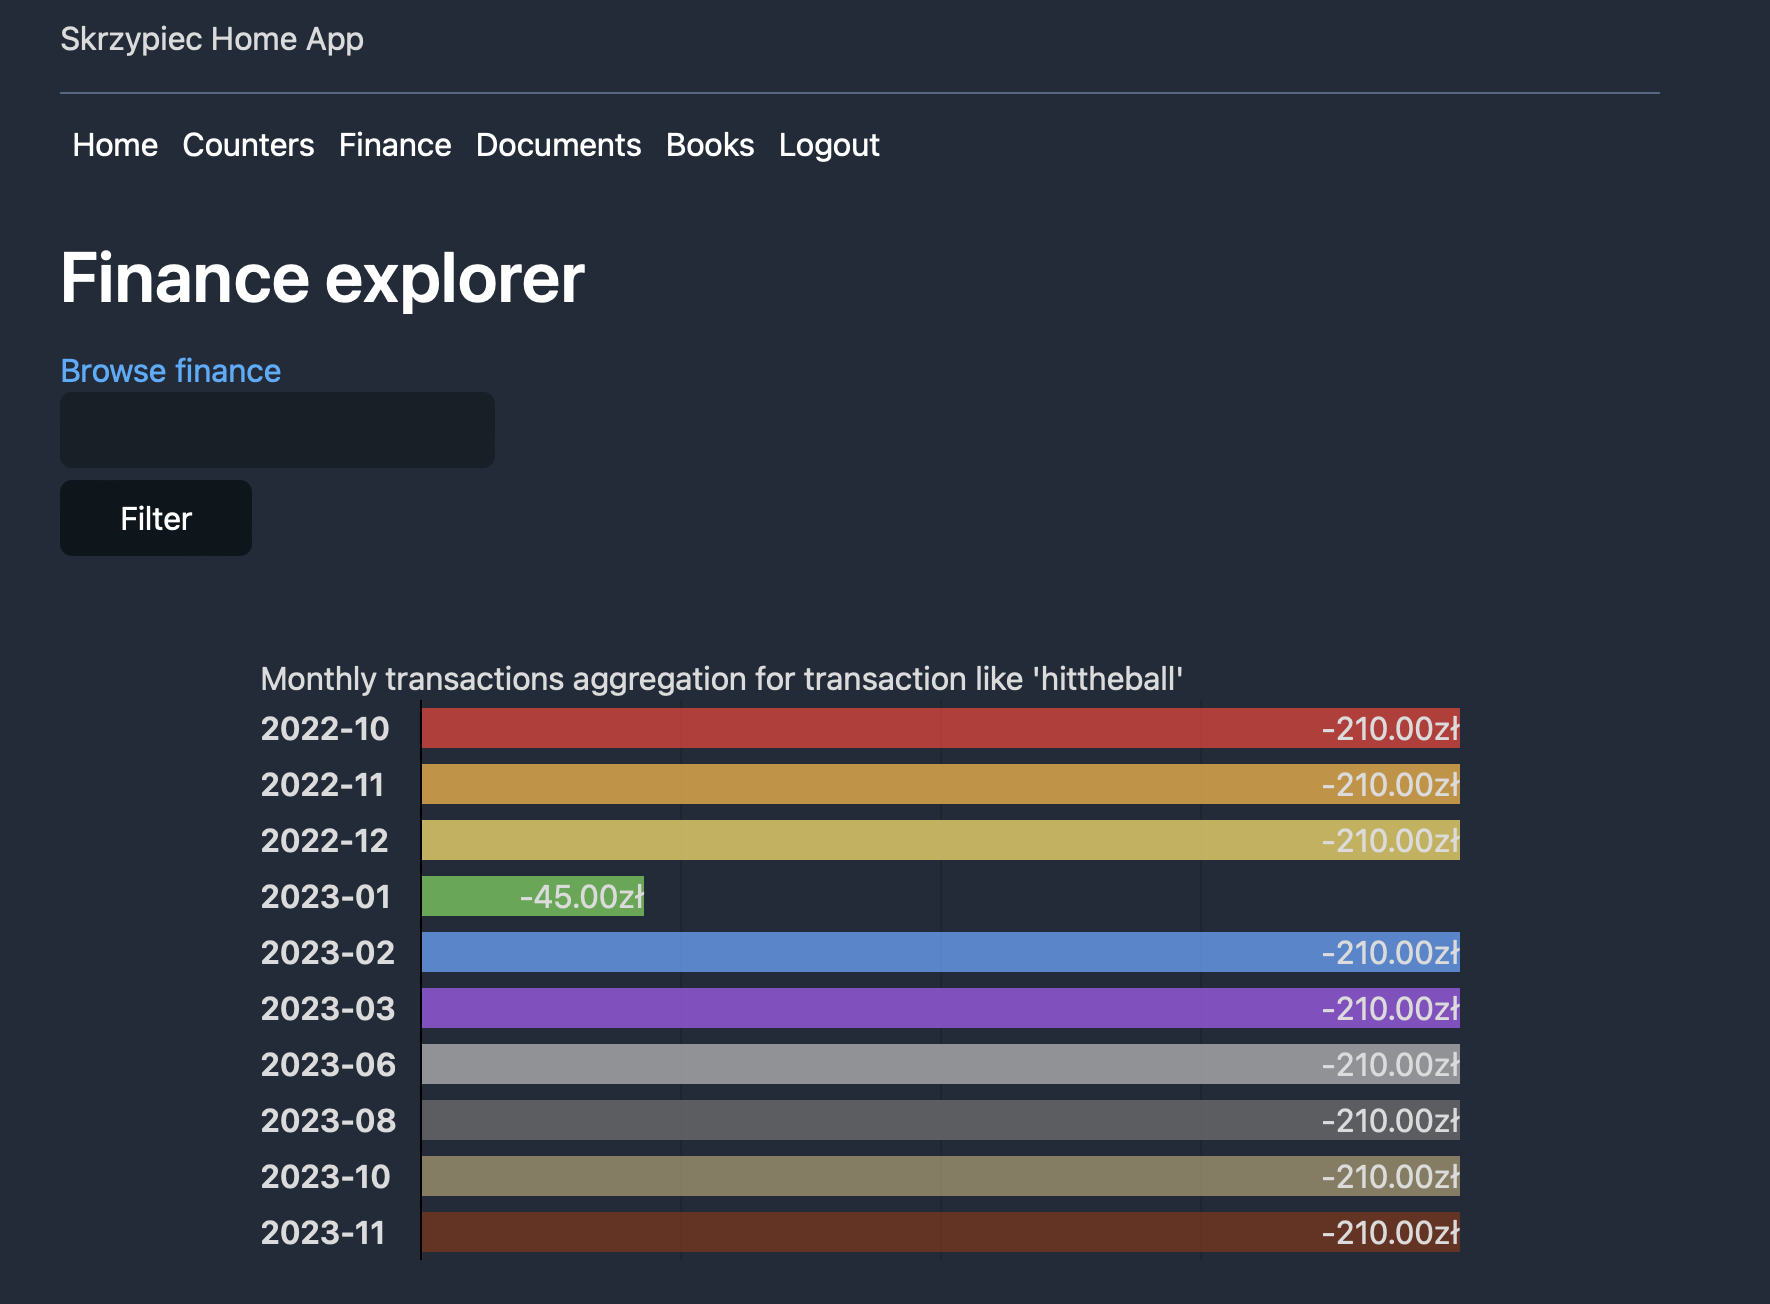 Skrzypiec Home App
Home Counters Finance Documents Books Logout
Finance explorer
Browse finance
Filter
Monthly transactions aggregation for transaction like 'hittheball'
2022-10 -210.00zł
2022-11 -210.00zł
2022-12 -210.00zł
2023-01 -45.00zł
2023-02 -210.00zł
2023-03 -210.00zł
2023-06 -210.00zł
2023-08 -210.00zł
2023-10 -210.00zł
2023-11 -210.00zł